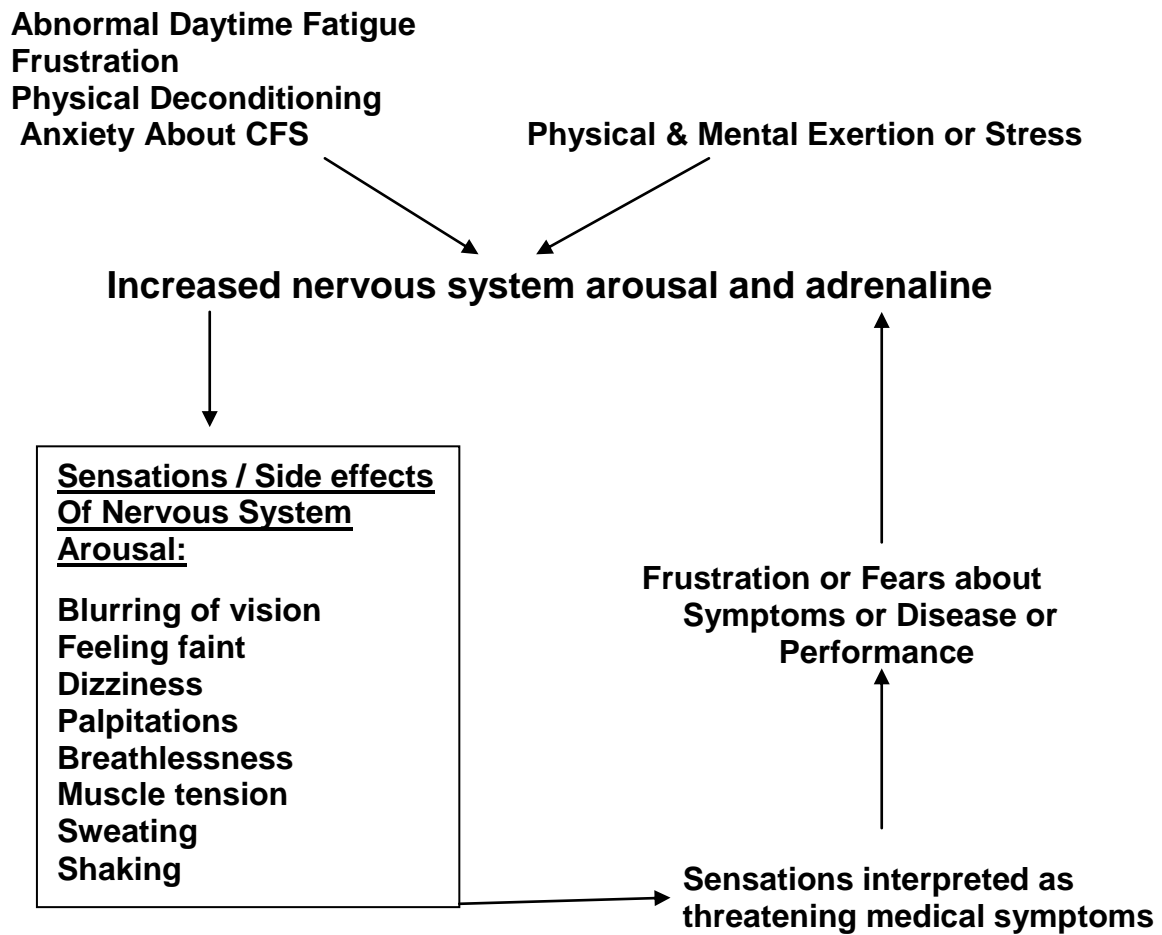 Abnormal Daytime Fatigue
Frustration
Physical Deconditioning
Anxiety About CFS
Physical & Mental Exertion or Stress
Increased nervous system arousal and adrenaline
Sensations / Side effects
Of Nervous System
Arousal:
Blurring of vision
Feeling faint
Dizziness
Palpitations
Breathlessness
Muscle tension
Sweating
Shaking
Frustration or Fears about
Symptoms or Disease or
Performance
Sensations interpreted as
threatening medical symptoms